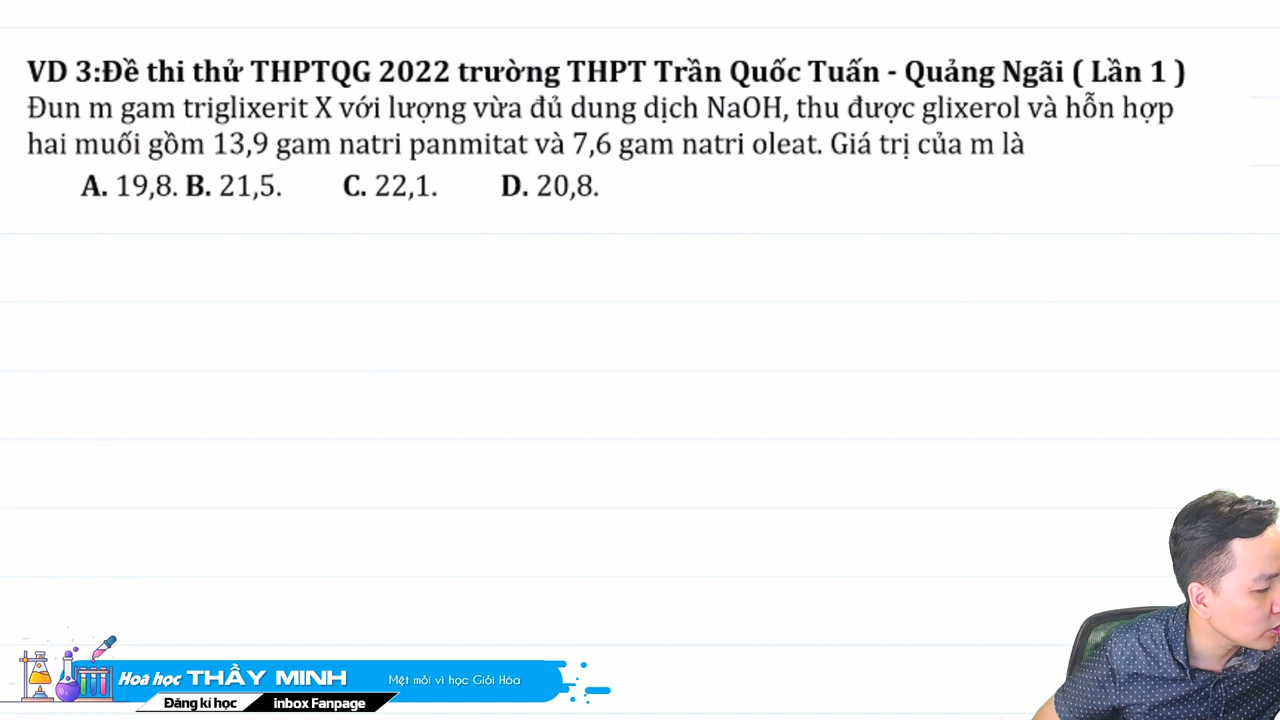 VD 3:Đề thi thử THPTQG 2022 trường THPT Trần Quốc Tuấn - Quảng Ngãi ( Lần 1 )
Đun m gam triglixerit X với lượng vừa đủ dung dịch NaOH, thu được glixerol và hỗn hợp
hai muối gồm 13,9 gam natri panmitat và 7,6 gam natri oleat. Giá trị của m là
A. 19,8. B. 21,5. C. 22,1. D. 20,8.
Hoá học THẦY MINH
Mệt mỏi vì học Giỏi Hóa
Đăng kí học inbox Fanpage